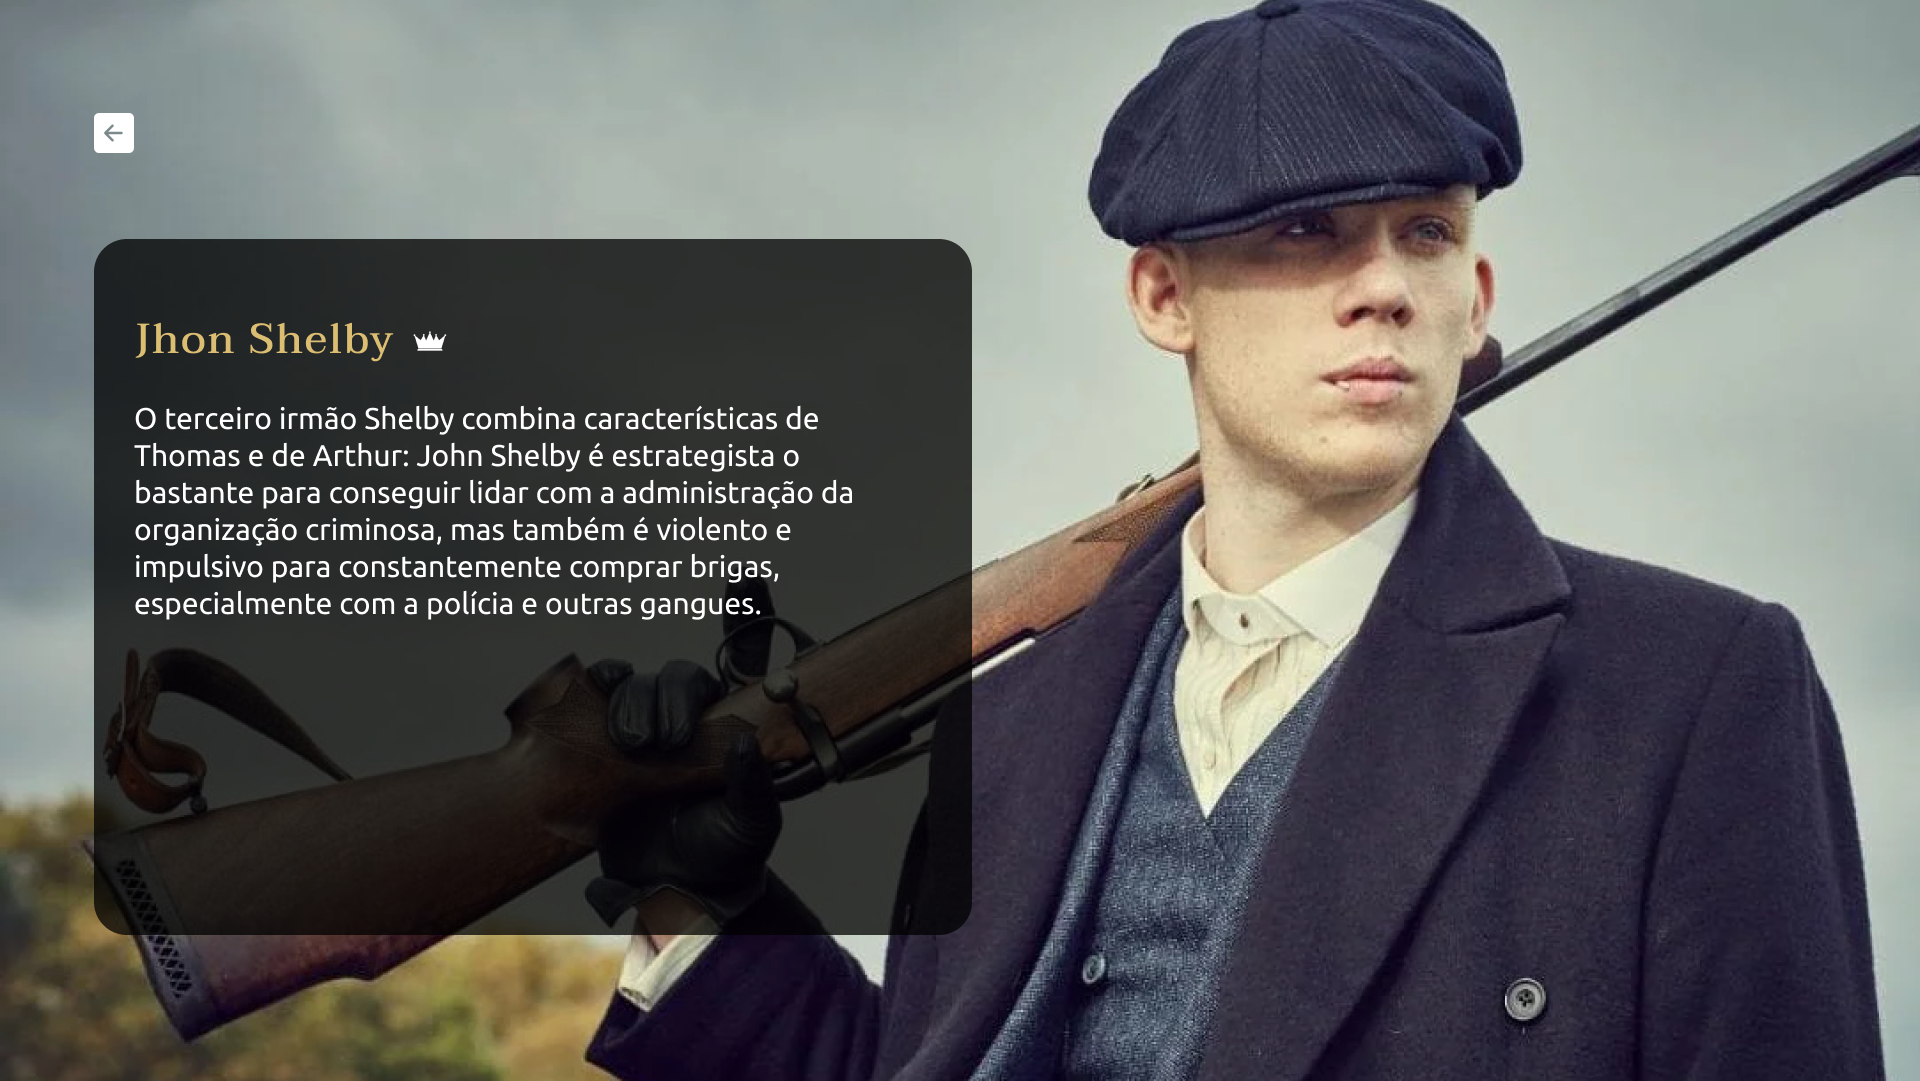 Jhon Shelby
O terceiro irmão Shelby combina características de
Thomas e de Arthur: John Shelby é estrategista o
bastante para conseguir lidar com a administração da
organização criminosa, mas também é violento e
impulsivo para constantemente comprar brigas,
especialmente com a polícia e outras gangues.